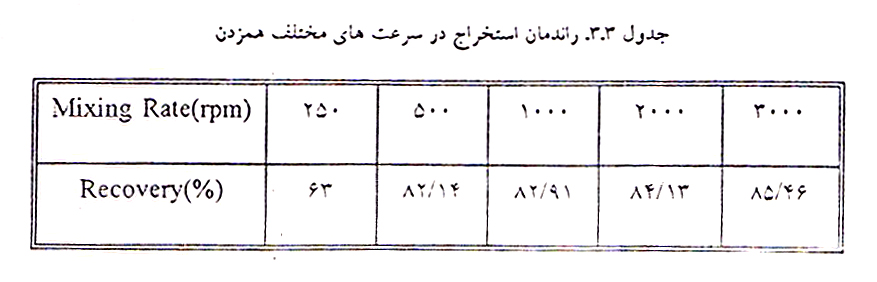 جدول ۳.۳. راندمان استخراج در سرعت های مختلف همزدن
Mixing Rate(rpm) ۲۵۰ ۵۰۰ ۱۰۰۰ ۲۰۰۰ ۳۰۰۰
Recovery(%) ۶۳ ۸۲/۱۴ ۸۲/۹۱ ۸۴/۱۳ ۸۵/۴۶